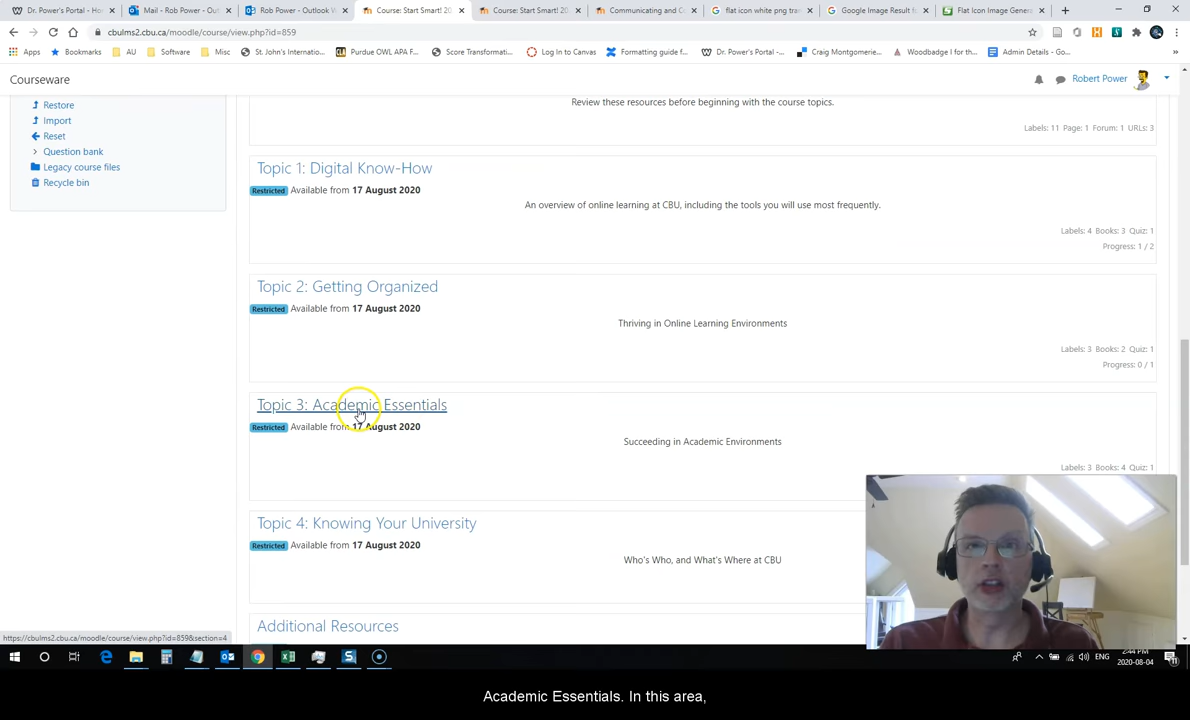 Dr. Power's Portal - Ho
Mail - Rob Power - Out
Rob Power - Outlook W
Course: Start Smart! 20
Course: Start Smart! 20
Communicating and Co
flat icon white png tran
Google Image Result fo
Flat Icon Image Genera
cbulms2.cbu.ca/moodle/course/view.php?id=859
Apps
Bookmarks
AU
Software
Misc
St. John's Internatio...
Purdue OWL APA F...
Score Transformati...
Log In to Canvas
Formatting guide f...
Dr. Power's Portal -...
Craig Montgomerie...
Woodbadge I for th...
Admin Details - Go...
Courseware
Robert Power
Restore
Import
Reset
Question bank
Legacy course files
Recycle bin
Review these resources before beginning with the course topics.
Labels: 11 Page: 1 Forum: 1 URLs: 3
Topic 1: Digital Know-How
Restricted Available from 17 August 2020
An overview of online learning at CBU, including the tools you will use most frequently.
Labels: 4 Books: 3 Quiz: 1
Progress: 1 / 2
Topic 2: Getting Organized
Restricted Available from 17 August 2020
Thriving in Online Learning Environments
Labels: 3 Books: 2 Quiz: 1
Progress: 0 / 1
Topic 3: Academic Essentials
Restricted Available from 17 August 2020
Succeeding in Academic Environments
Labels: 3 Books: 4 Quiz: 1
Topic 4: Knowing Your University
Restricted Available from 17 August 2020
Who's Who, and What's Where at CBU
Additional Resources
https://cbulms2.cbu.ca/moodle/course/view.php?id=859&section=4
ENG
2:44 PM
2020-08-04
Academic Essentials. In this area,